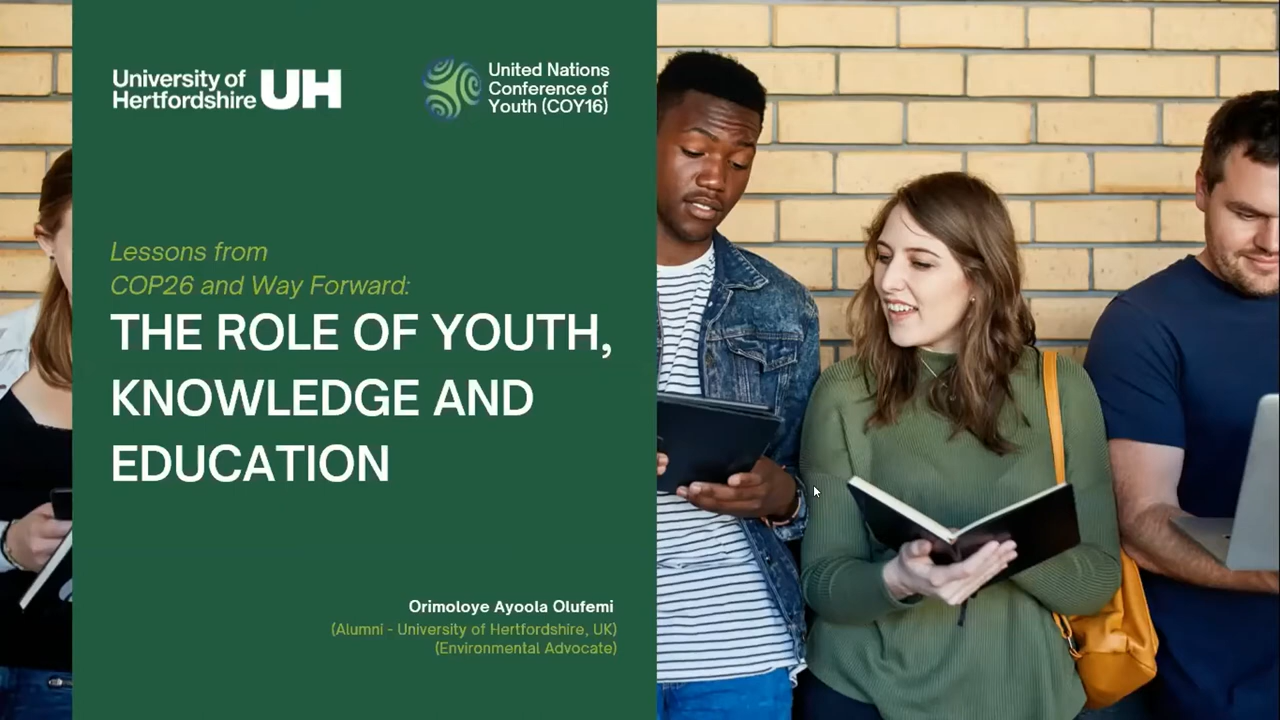 University of
Hertfordshire UH
United Nations
Conference of
Youth (COY16)
Lessons from
COP26 and Way Forward:
THE ROLE OF YOUTH,
KNOWLEDGE AND
EDUCATION
Orimoloye Ayoola Olufemi
(Alumni - University of Hertfordshire, UK)
(Environmental Advocate)